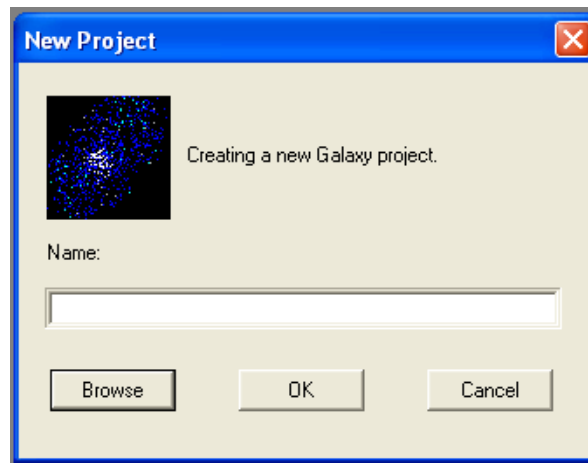 New Project
Creating a new Galaxy project.
Name:
Browse OK Cancel